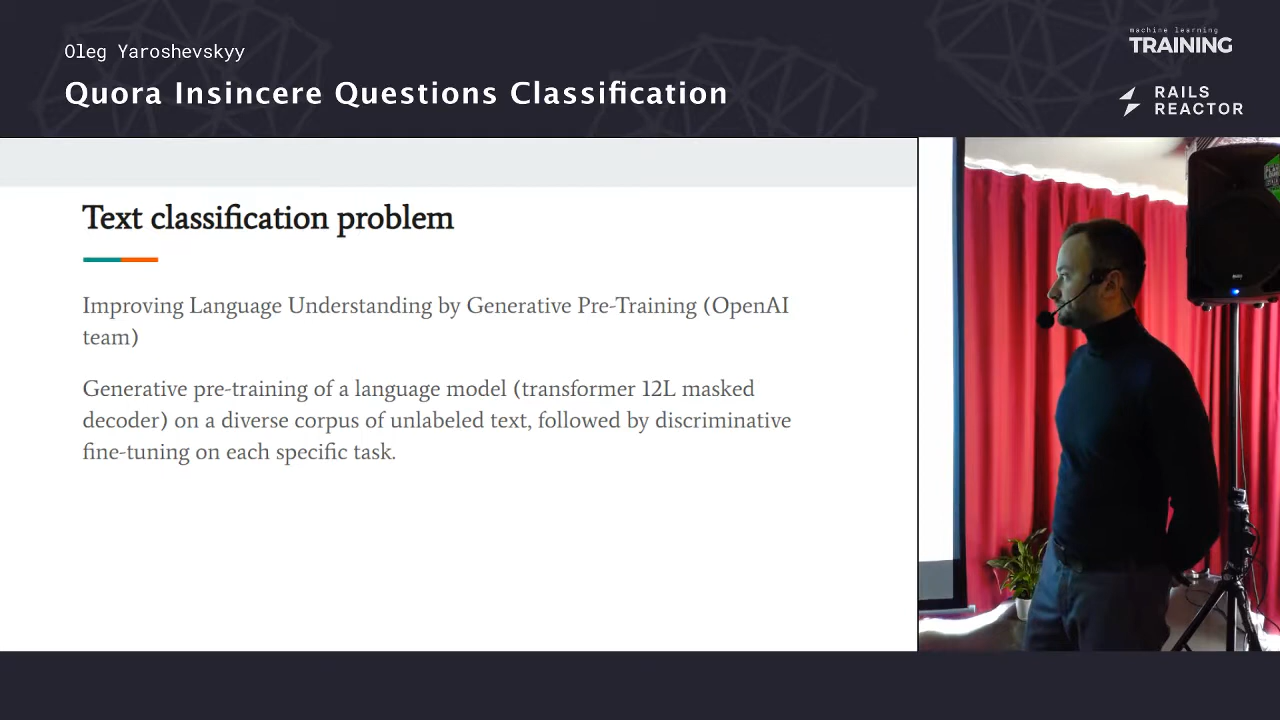 Oleg Yaroshevskyy
Quora Insincere Questions Classification
machine learning
TRAINING
RAILS
REACTOR
Text classification problem
Improving Language Understanding by Generative Pre-Training (OpenAI
team)
Generative pre-training of a language model (transformer 12L masked
decoder) on a diverse corpus of unlabeled text, followed by discriminative
fine-tuning on each specific task.